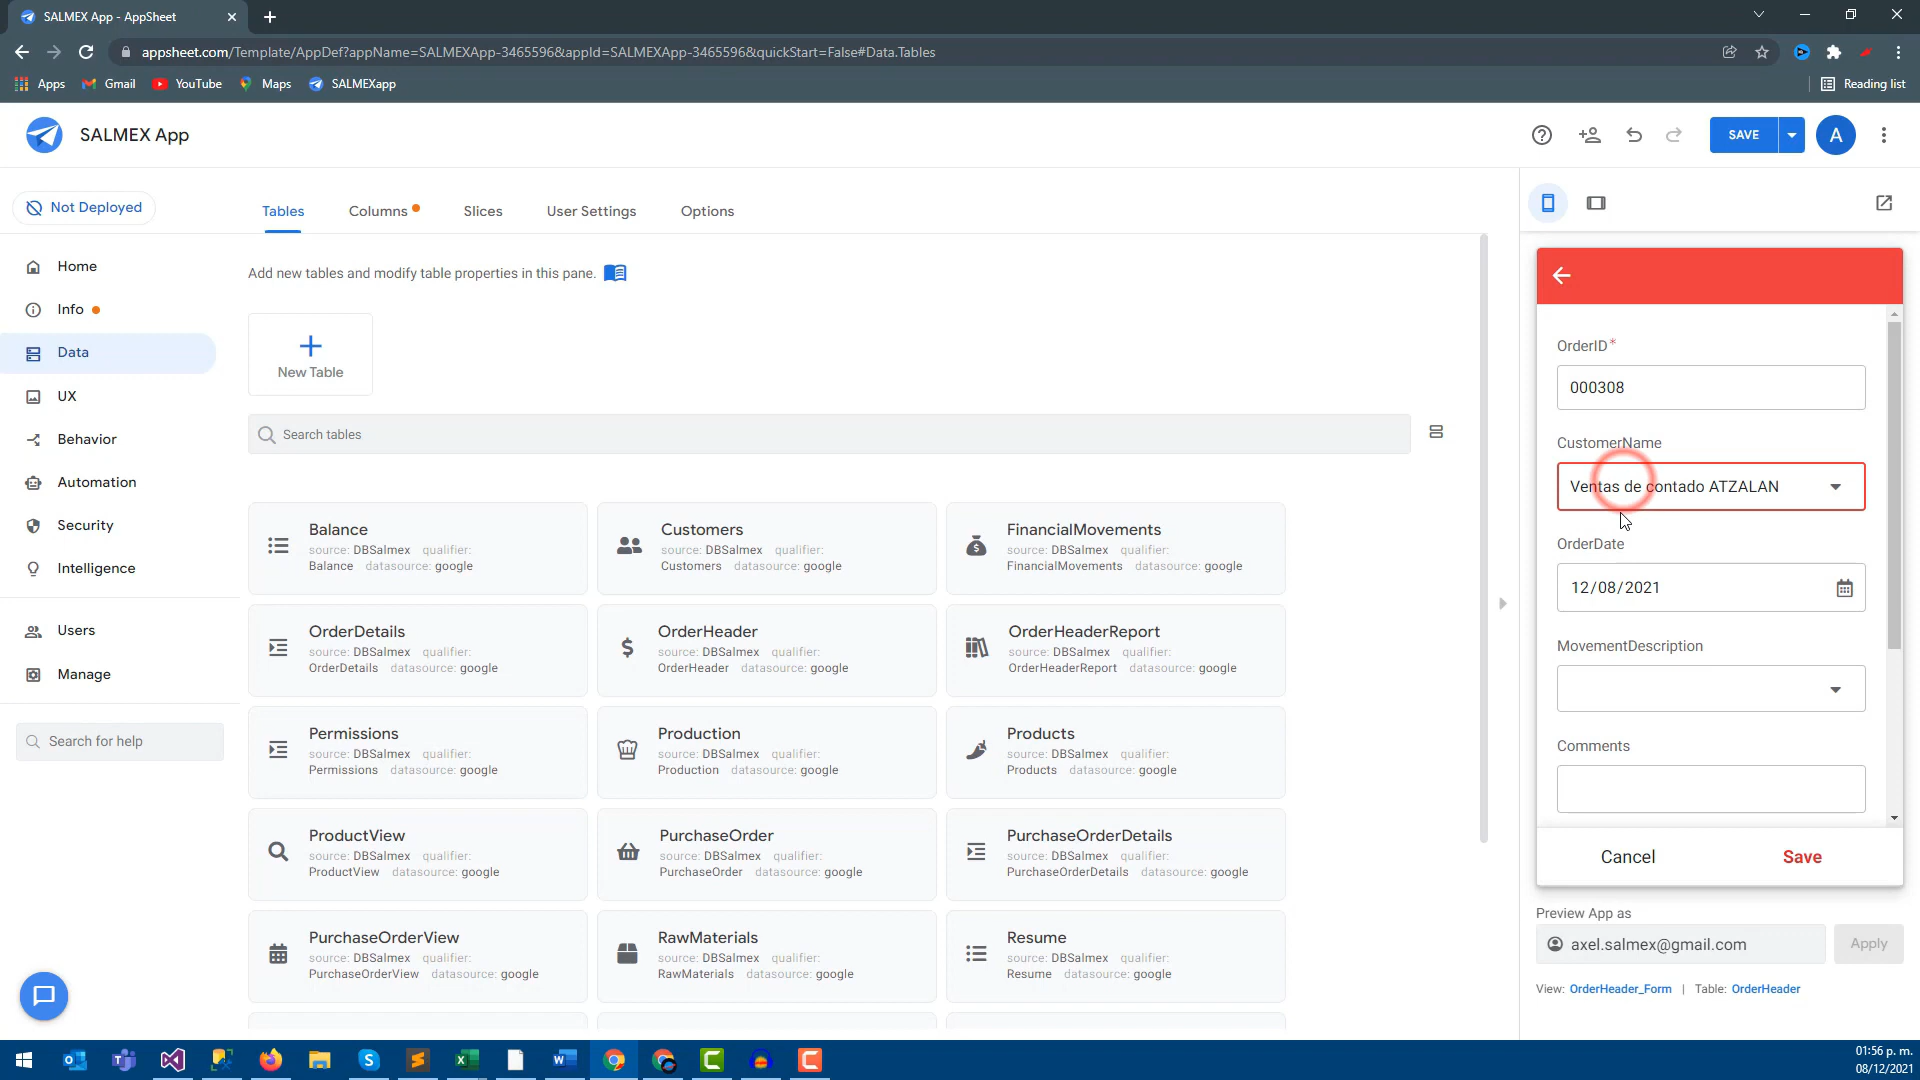 SALMEX App - AppSheet
appsheet.com/Template/AppDef?appName=SALMEXApp-3465596&appId=SALMEXApp-3465596&quickStart=False#Data.Tables
Apps Gmail YouTube Maps SALMEXapp Reading list
SALMEX App
SAVE
A
Not Deployed
Home
Info
Data
UX
Behavior
Automation
Security
Intelligence
Users
Manage
Search for help
Tables Columns Slices User Settings Options
Add new tables and modify table properties in this pane.
New Table
Search tables
Balance
source: DBSalmex qualifier:
Balance datasource: google
Customers
source: DBSalmex qualifier:
Customers datasource: google
FinancialMovements
source: DBSalmex qualifier:
FinancialMovements datasource: google
OrderDetails
source: DBSalmex qualifier:
OrderDetails datasource: google
OrderHeader
source: DBSalmex qualifier:
OrderHeader datasource: google
OrderHeaderReport
source: DBSalmex qualifier:
OrderHeaderReport datasource: google
Permissions
source: DBSalmex qualifier:
Permissions datasource: google
Production
source: DBSalmex qualifier:
Production datasource: google
Products
source: DBSalmex qualifier:
Products datasource: google
ProductView
source: DBSalmex qualifier:
ProductView datasource: google
PurchaseOrder
source: DBSalmex qualifier:
PurchaseOrder datasource: google
PurchaseOrderDetails
source: DBSalmex qualifier:
PurchaseOrderDetails datasource: google
PurchaseOrderView
source: DBSalmex qualifier:
PurchaseOrderView datasource: google
RawMaterials
source: DBSalmex qualifier:
RawMaterials datasource: google
Resume
source: DBSalmex qualifier:
Resume datasource: google
OrderID*
000308
CustomerName
Ventas de contado ATZALAN
OrderDate
12/08/2021
MovementDescription
Comments
Cancel Save
Preview App as
axel.salmex@gmail.com Apply
View: OrderHeader_Form | Table: OrderHeader
01:56 p. m.
08/12/2021